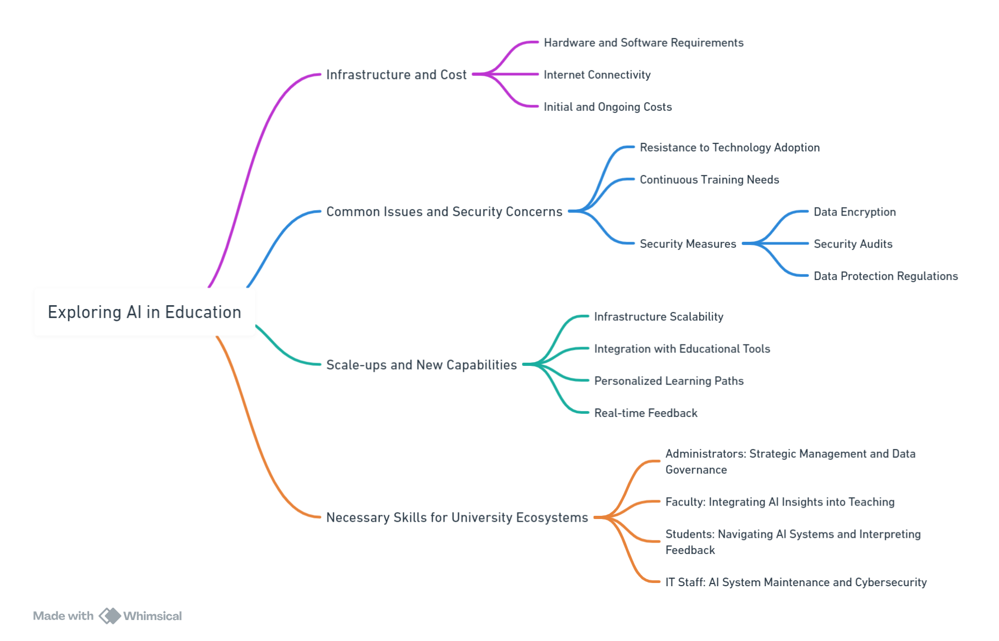 Exploring AI in Education
Infrastructure and Cost
Hardware and Software Requirements
Internet Connectivity
Initial and Ongoing Costs
Common Issues and Security Concerns
Resistance to Technology Adoption
Continuous Training Needs
Security Measures
Data Encryption
Security Audits
Data Protection Regulations
Scale-ups and New Capabilities
Infrastructure Scalability
Integration with Educational Tools
Personalized Learning Paths
Real-time Feedback
Necessary Skills for University Ecosystems
Administrators: Strategic Management and Data
Governance
Faculty: Integrating AI Insights into Teaching
Students: Navigating AI Systems and Interpreting
Feedback
IT Staff: AI System Maintenance and Cybersecurity
Made with Whimsical